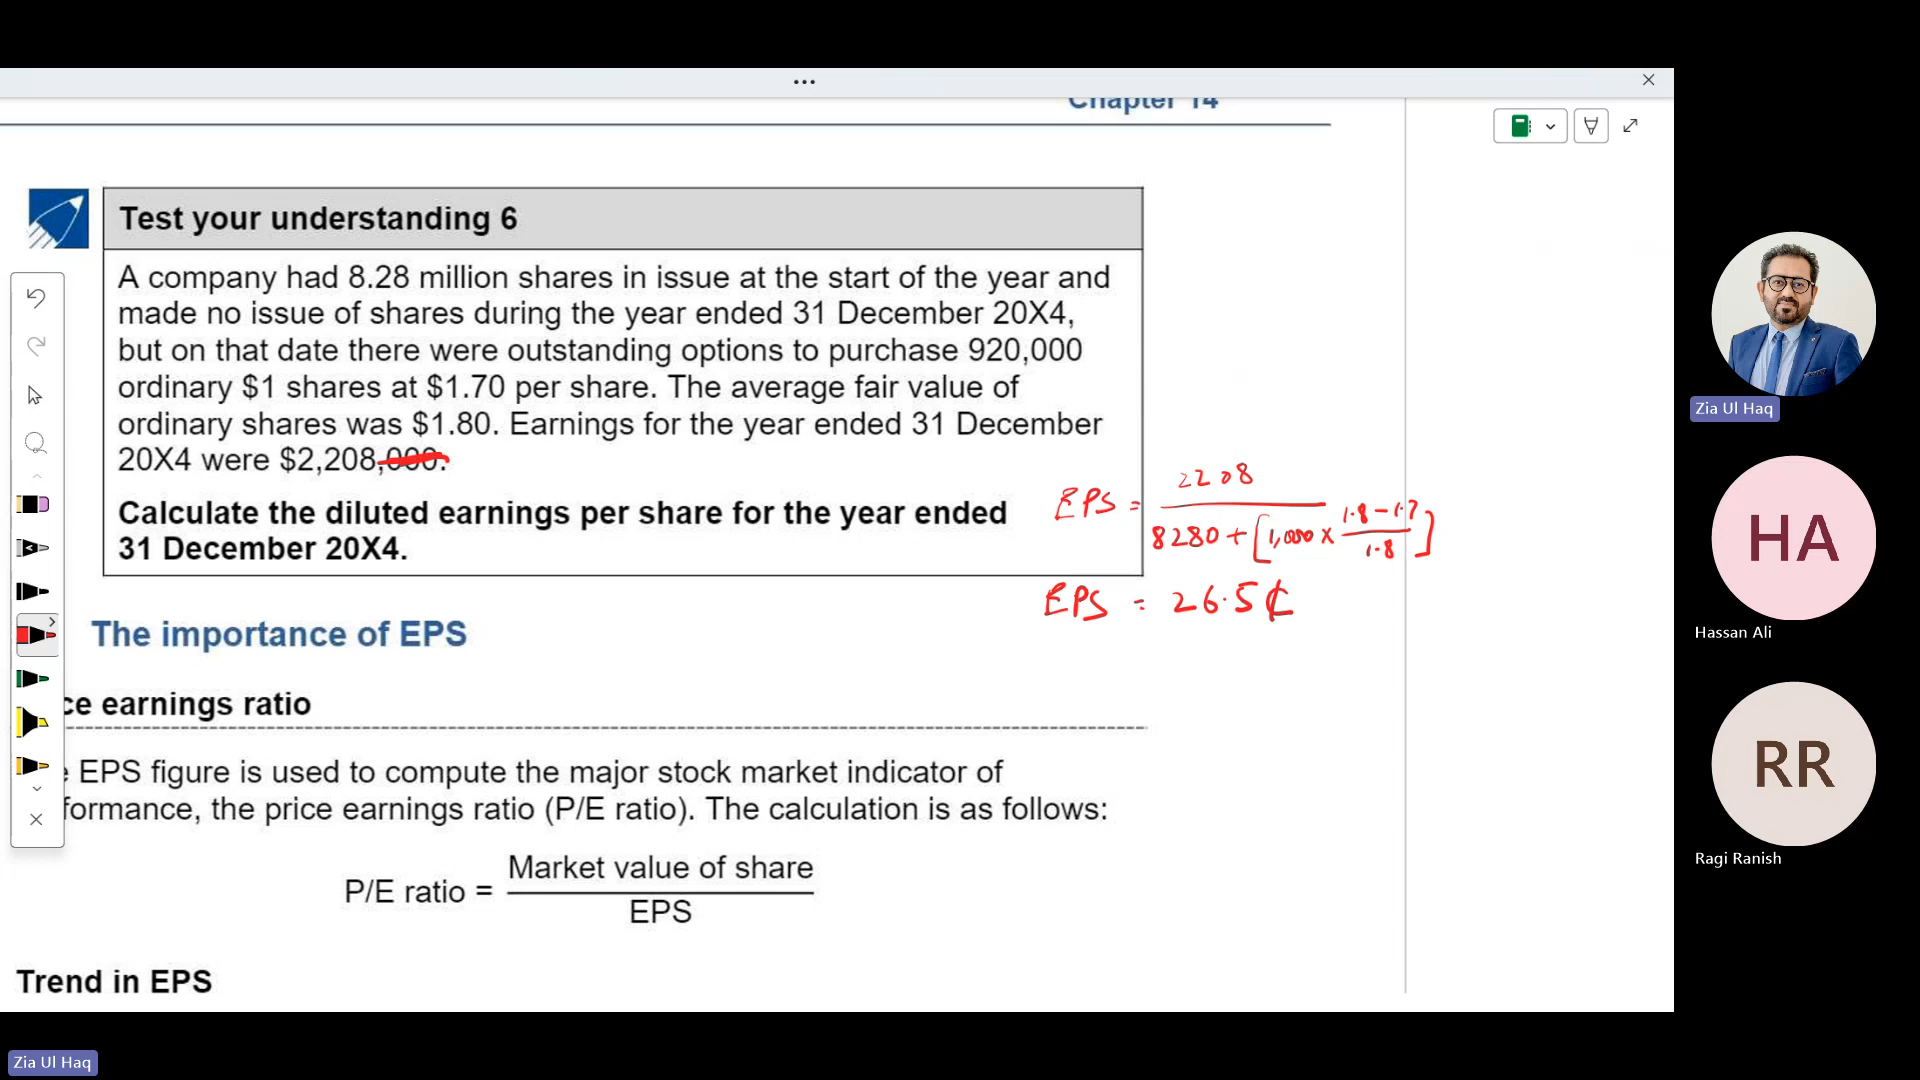 Chapter 14
Test your understanding 6
A company had 8.28 million shares in issue at the start of the year and
made no issue of shares during the year ended 31 December 20X4,
but on that date there were outstanding options to purchase 920,000
ordinary $1 shares at $1.70 per share. The average fair value of
ordinary shares was $1.80. Earnings for the year ended 31 December
20X4 were $2,208,000.
Calculate the diluted earnings per share for the year ended
31 December 20X4.
EPS = 2208
8280 + [1,000 x 1.8 - 1.7
1.8 ]
EPS = 26.5 ¢
The importance of EPS
ce earnings ratio
e EPS figure is used to compute the major stock market indicator of
formance, the price earnings ratio (P/E ratio). The calculation is as follows:
P/E ratio = Market value of share
EPS
Trend in EPS
Zia Ul Haq
HA
Hassan Ali
RR
Ragi Ranish
Zia Ul Haq